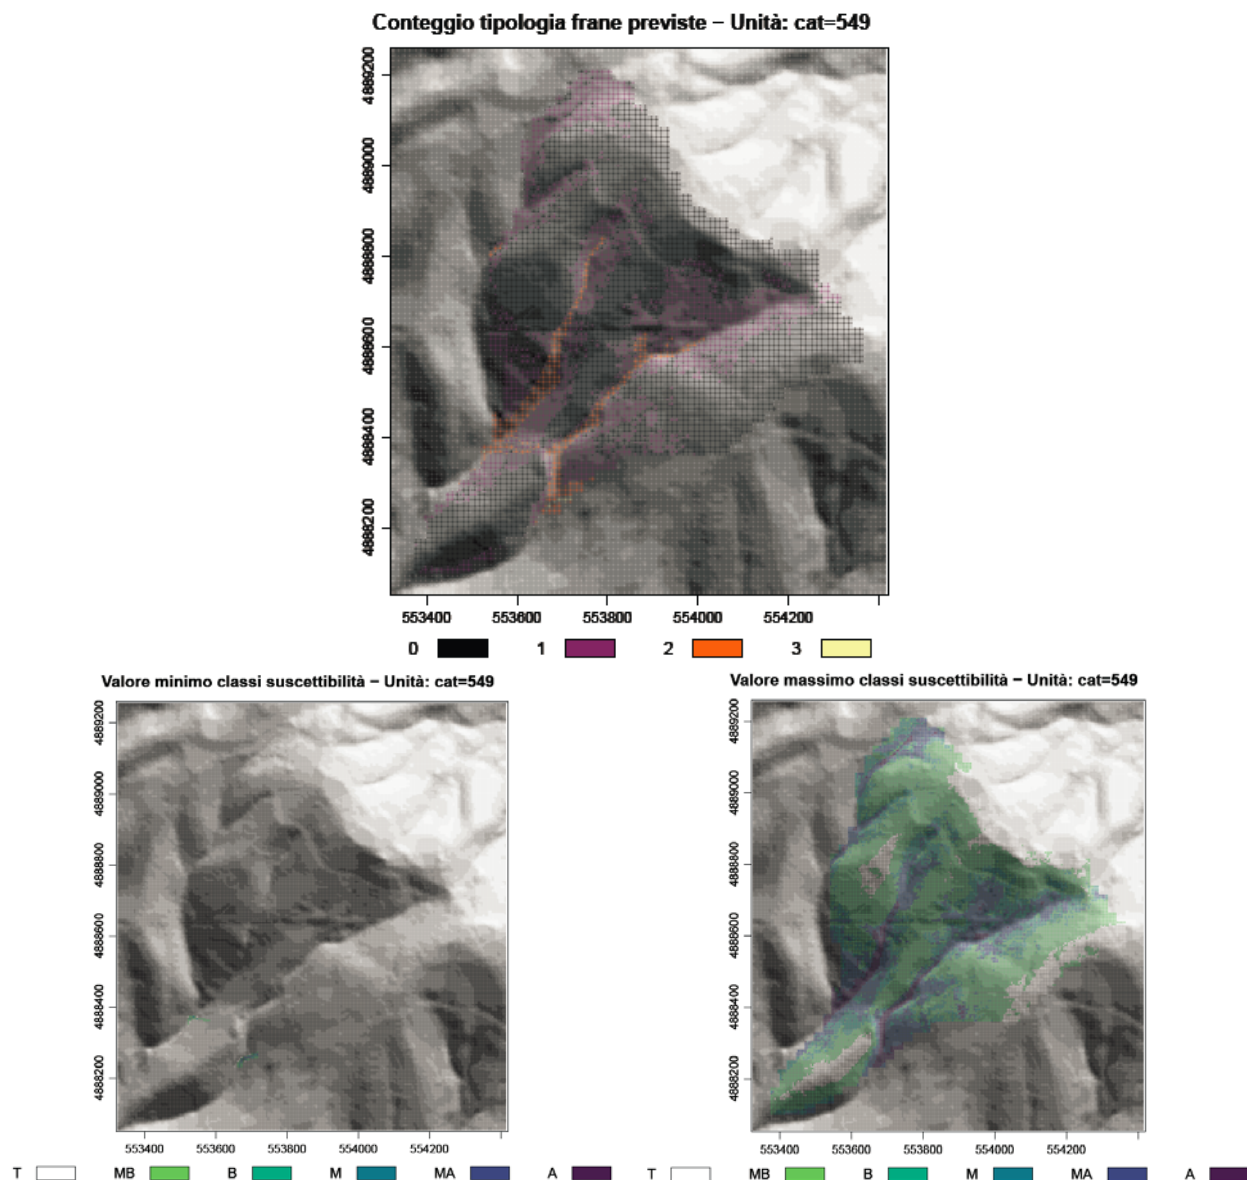 Conteggio tipologia frane previste – Unità: cat=549
4889200
4889000
4888800
4888600
4888400
4888200
553400 553600 553800 554000 554200
0 1 2 3
Valore minimo classi suscettibilità – Unità: cat=549
4889200
4889000
4888800
4888600
4888400
4888200
553400 553600 553800 554000 554200
T MB B M MA A
Valore massimo classi suscettibilità – Unità: cat=549
4889200
4889000
4888800
4888600
4888400
4888200
553400 553600 553800 554000 554200
T MB B M MA A